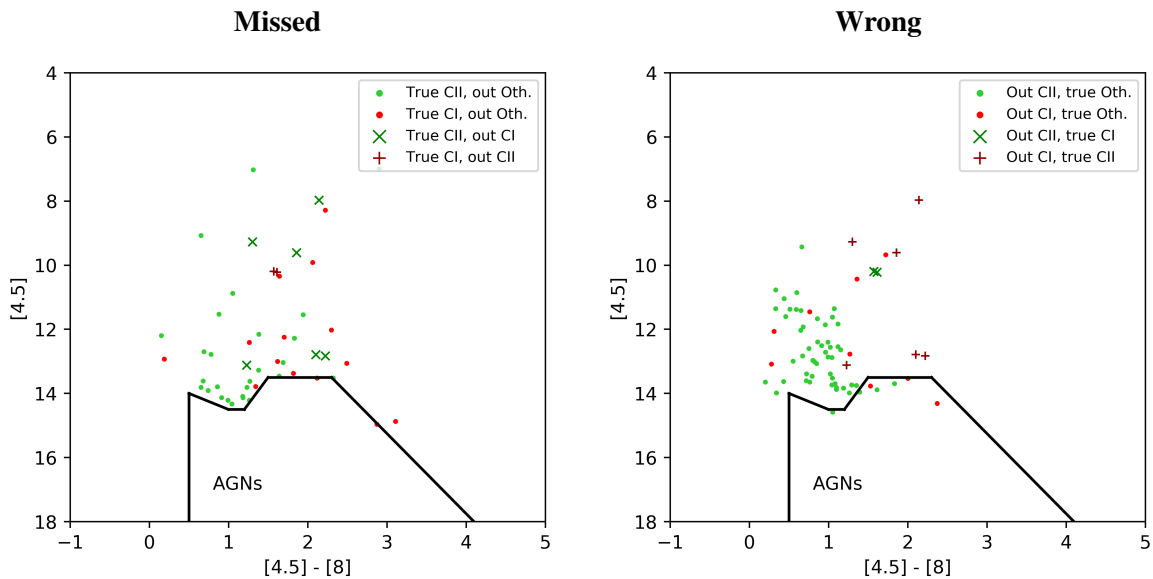 Missed
4
6
8
10
12
14
16
18
[4.5]
−1
0
1
2
3
4
5
[4.5] - [8]
True CII, out Oth.
True CI, out Oth.
True CII, out CI
True CI, out CII
AGNs
Wrong
4
6
8
10
12
14
16
18
[4.5]
−1
0
1
2
3
4
5
[4.5] - [8]
Out CII, true Oth.
Out CI, true Oth.
Out CII, true CI
Out CI, true CII
AGNs